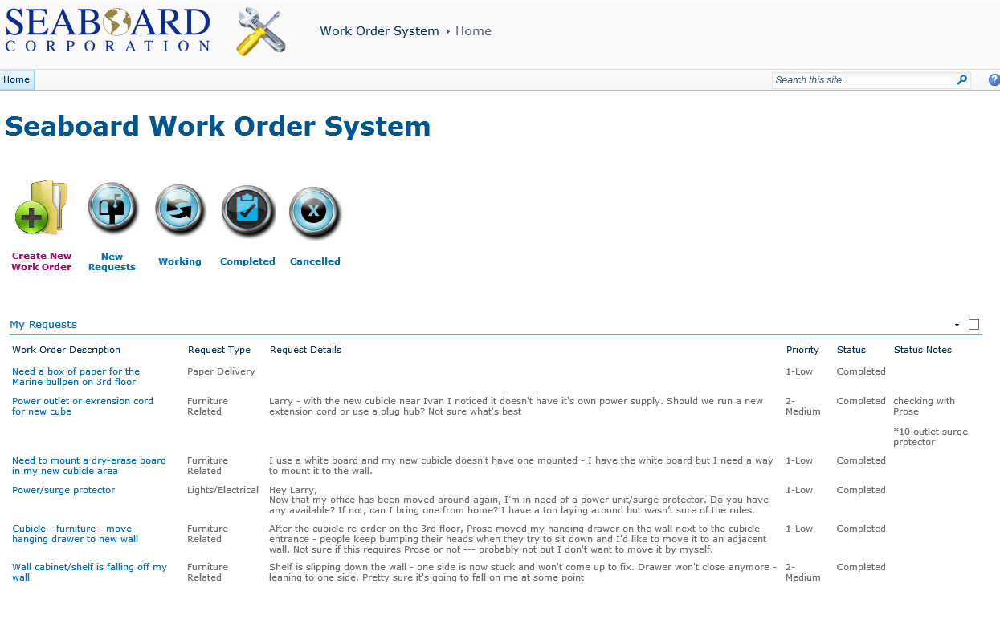 SEABOARD
CORPORATION
Work Order System ▸ Home
Home
Search this site...
?
Seaboard Work Order System
Create New
Work Order
New
Requests
Working
Completed
X
Cancelled
My Requests
Work Order Description Request Type Request Details Priority Status Status Notes
Need a box of paper for the Paper Delivery 1-Low Completed
Marine bullpen on 3rd floor
Power outlet or exrension cord Furniture Larry - with the new cubicle near Ivan I noticed it doesn't have it's own power supply. Should we run a new 2- Completed checking with
for new cube Related extension cord or use a plug hub? Not sure what's best Medium Prose
*10 outlet surge
protector
Need to mount a dry-erase board Furniture I use a white board and my new cubicle doesn't have one mounted - I have the white board but I need a way 1-Low Completed
in my new cubicle area Related to mount it to the wall.
Power/surge protector Lights/Electrical Hey Larry, 1-Low Completed
Now that my office has been moved around again, I’m in need of a power unit/surge protector. Do you have
any available? If not, can I bring one from home? I have a ton laying around but wasn’t sure of the rules.
Cubicle - furniture - move Furniture After the cubicle re-order on the 3rd floor, Prose moved my hanging drawer on the wall next to the cubicle 1-Low Completed
hanging drawer to new wall Related entrance - people keep bumping their heads when they try to sit down and I'd like to move it to an adjacent
wall. Not sure if this requires Prose or not --- probably not but I don't want to move it by myself.
Wall cabinet/shelf is falling off my Furniture Shelf is slipping down the wall - one side is now stuck and won't come up to fix. Drawer won't close anymore - 2- Completed
wall Related leaning to one side. Pretty sure it's going to fall on me at some point Medium